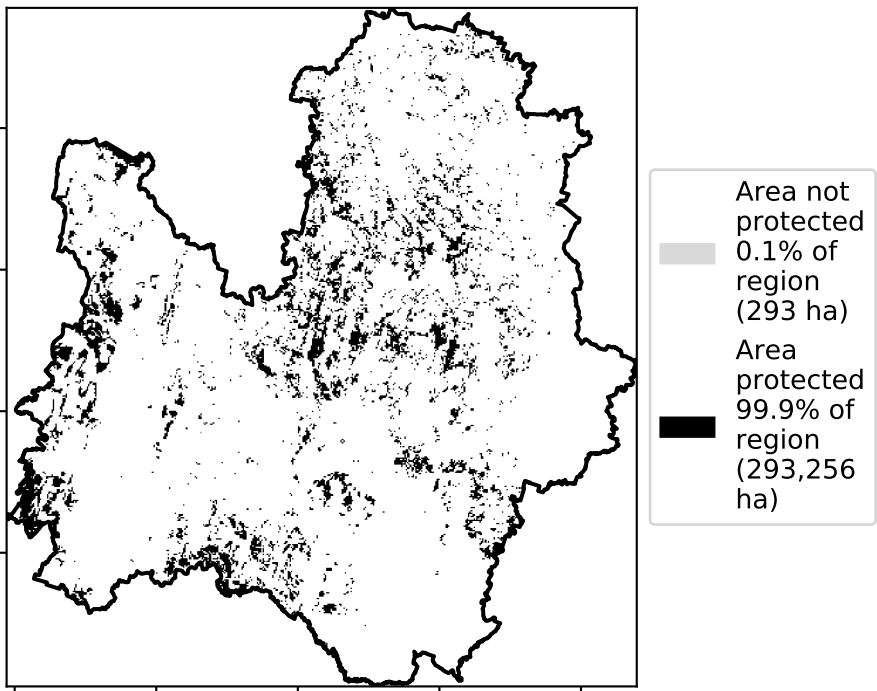 Area not
protected
0.1% of
region
(293 ha)
Area
protected
99.9% of
region
(293,256
ha)